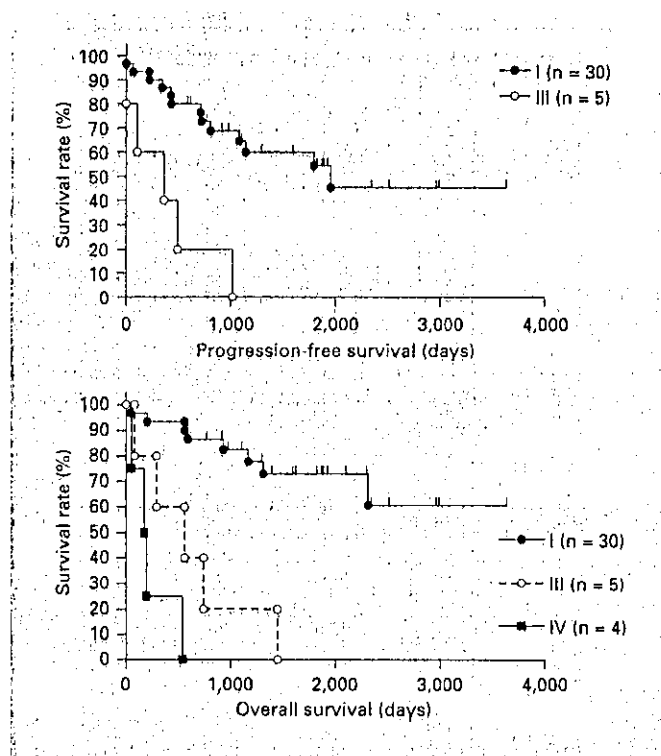 100
90
80
70
60
50
40
30
20
10
0
Survival rate (%)
I (n = 30)
III (n = 5)
0 1,000 2,000 3,000 4,000
Progression-free survival (days)
100
90
80
70
60
50
40
30
20
10
0
Survival rate (%)
I (n = 30)
III (n = 5)
IV (n = 4)
0 1,000 2,000 3,000 4,000
Overall survival (days)